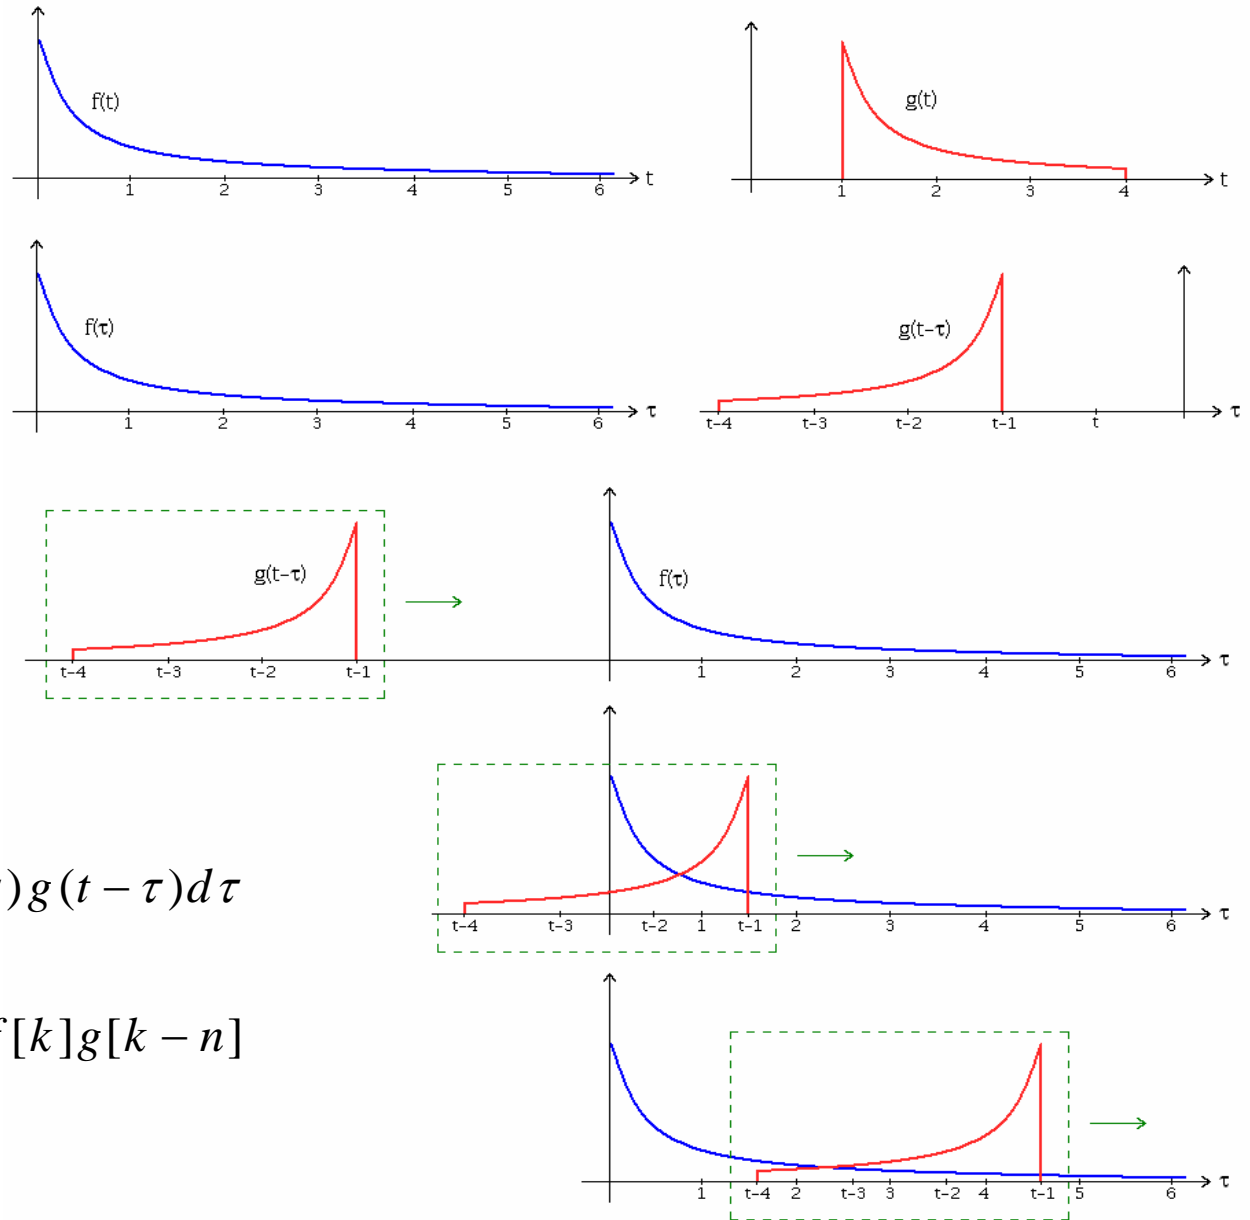 f(t)
1 2 3 4 5 6 t
g(t)
1 2 3 4 t
f(τ)
1 2 3 4 5 6 τ
g(t-τ)
t-4 t-3 t-2 t-1 t τ
g(t-τ)
f(τ)
t-4 t-3 t-2 t-1 1 2 3 4 5 6 τ
)g(t − τ)dτ
t-4 t-3 t-2 1 t-1 2 3 4 5 6 τ
[k]g[k − n]
1 t-4 2 t-3 3 t-2 4 t-1 5 6 τ